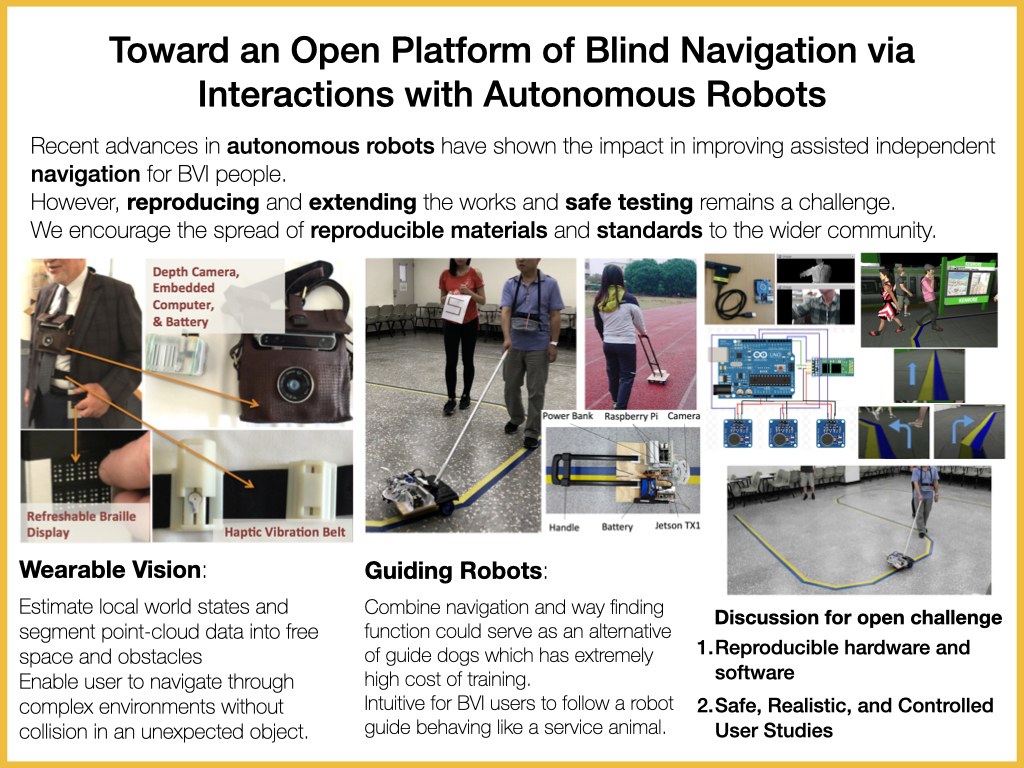 Toward an Open Platform of Blind Navigation via
Interactions with Autonomous Robots
Recent advances in autonomous robots have shown the impact in improving assisted independent
navigation for BVI people.
However, reproducing and extending the works and safe testing remains a challenge.
We encourage the spread of reproducible materials and standards to the wider community.
Depth Camera,
Embedded
Computer,
& Battery
Refreshable Braille
Display
Haptic Vibration Belt
Power Bank Raspberry Pi Camera
Handle Battery Jetson TX1
KENMORE
ARDUINO
UNO
Wearable Vision:
Estimate local world states and
segment point-cloud data into free
space and obstacles
Enable user to navigate through
complex environments without
collision in an unexpected object.
Guiding Robots:
Combine navigation and way finding
function could serve as an alternative
of guide dogs which has extremely
high cost of training.
Intuitive for BVI users to follow a robot
guide behaving like a service animal.
Discussion for open challenge
1.Reproducible hardware and
software
2.Safe, Realistic, and Controlled
User Studies